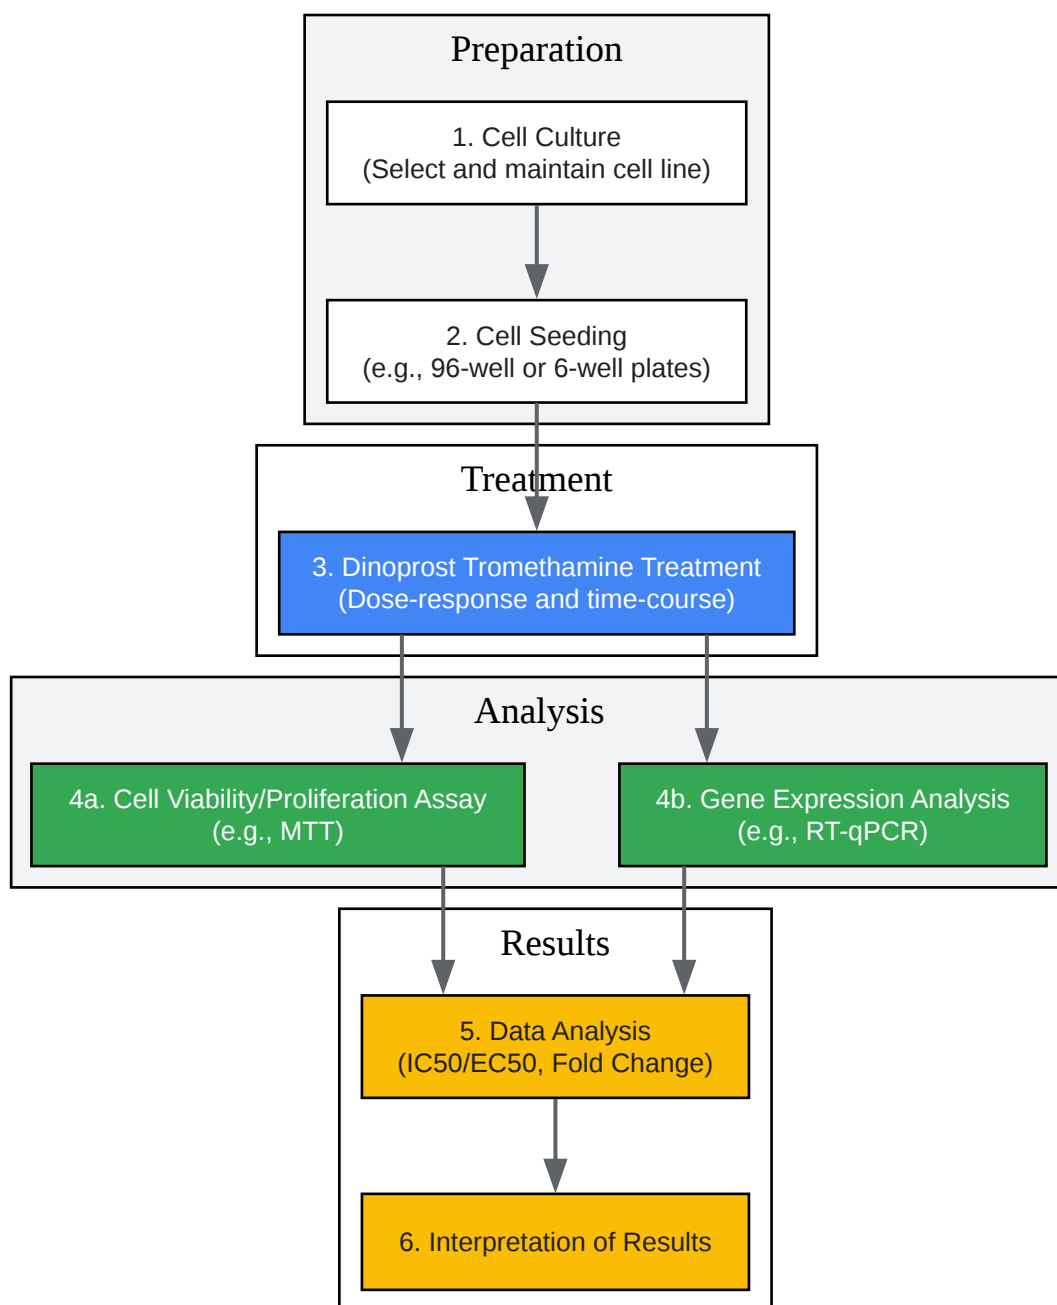 Preparation
1. Cell Culture
(Select and maintain cell line)
2. Cell Seeding
(e.g., 96-well or 6-well plates)
Treatment
3. Dinoprost Tromethamine Treatment
(Dose-response and time-course)
Analysis
4a. Cell Viability/Proliferation Assay
(e.g., MTT)
4b. Gene Expression Analysis
(e.g., RT-qPCR)
Results
5. Data Analysis
(IC50/EC50, Fold Change)
6. Interpretation of Results